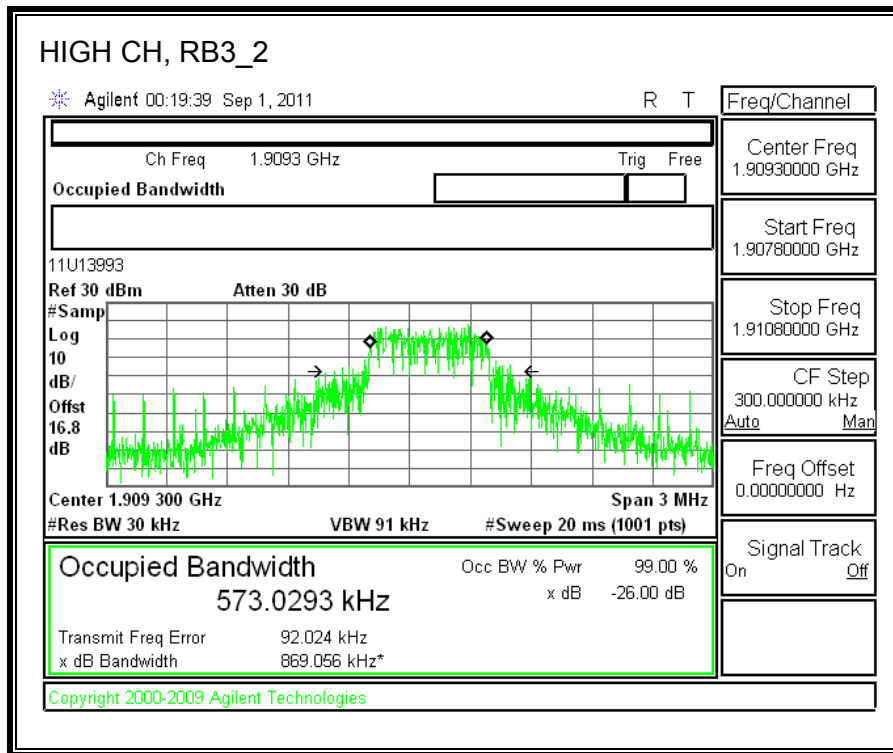 HIGH CH, RB3_2
Agilent 00:19:39 Sep 1, 2011 R T
Freq/Channel
Ch Freq 1.9093 GHz Trig Free
Occupied Bandwidth
Center Freq
1.90930000 GHz
Start Freq
1.90780000 GHz
Stop Freq
1.91080000 GHz
CF Step
300.000000 kHz
Auto Man
Freq Offset
0.00000000 Hz
Signal Track
On Off
11U13993
Ref 30 dBm Atten 30 dB
#Samp
Log
10
dB/
Offst
16.8
dB
Center 1.909 300 GHz Span 3 MHz
#Res BW 30 kHz VBW 91 kHz #Sweep 20 ms (1001 pts)
Occupied Bandwidth Occ BW % Pwr 99.00 %
573.0293 kHz x dB -26.00 dB
Transmit Freq Error 92.024 kHz
x dB Bandwidth 869.056 kHz*
Copyright 2000-2009 Agilent Technologies